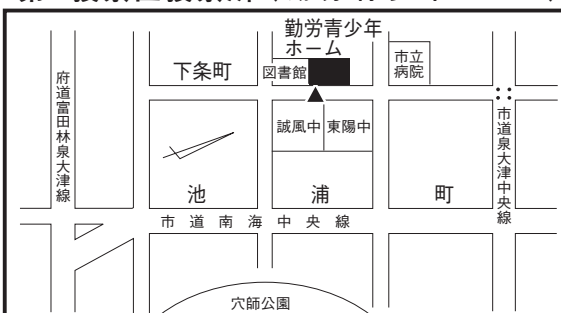 勤労青少年
ホーム
市立
病院
下条町
図書館
府道富田林泉大津線
誠風中
東陽中
市道泉大津中央線
池浦町
市道南海中央線
穴師公園